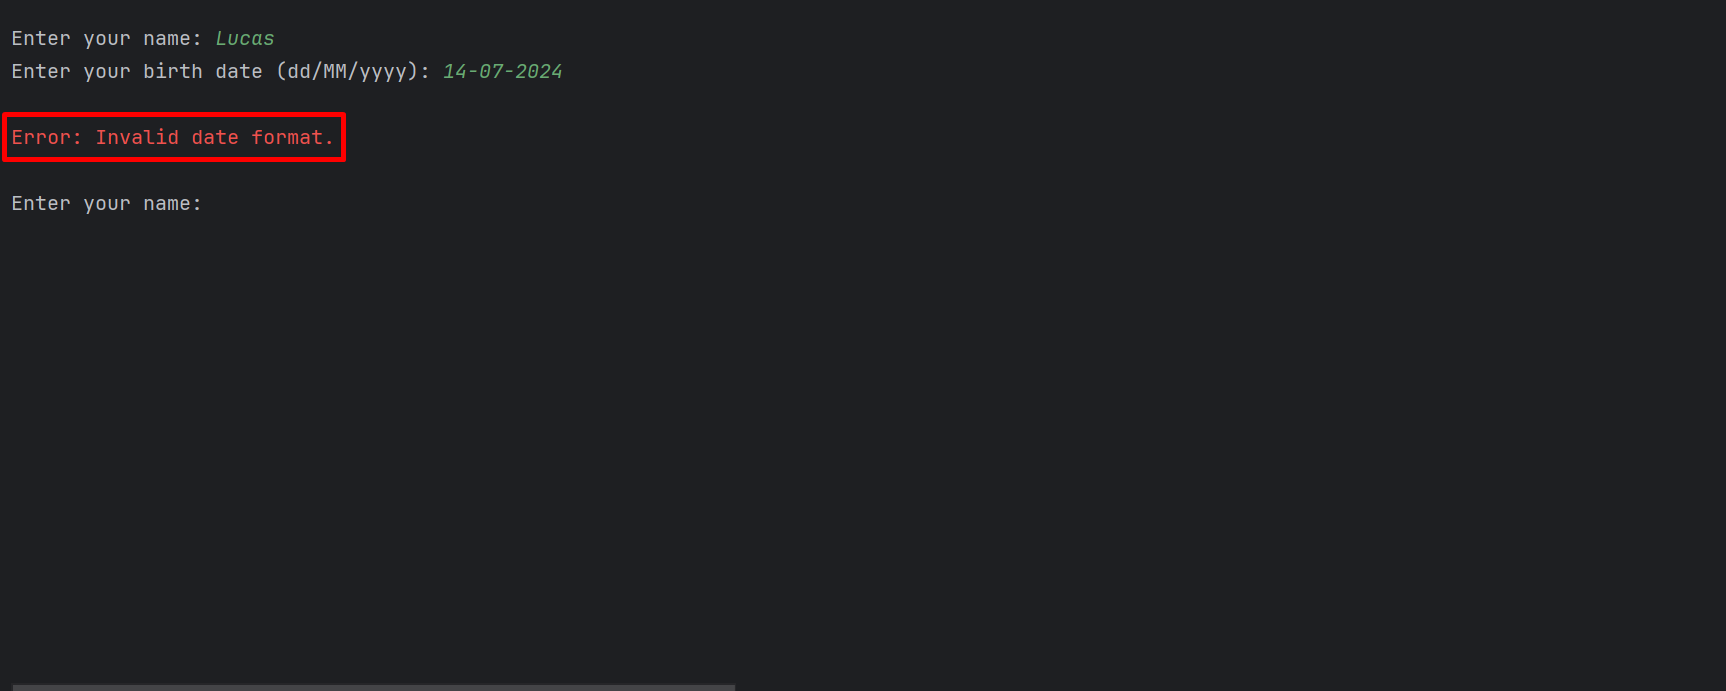 Enter your name: Lucas
Enter your birth date (dd/MM/yyyy): 14-07-2024
Error: Invalid date format.
Enter your name: